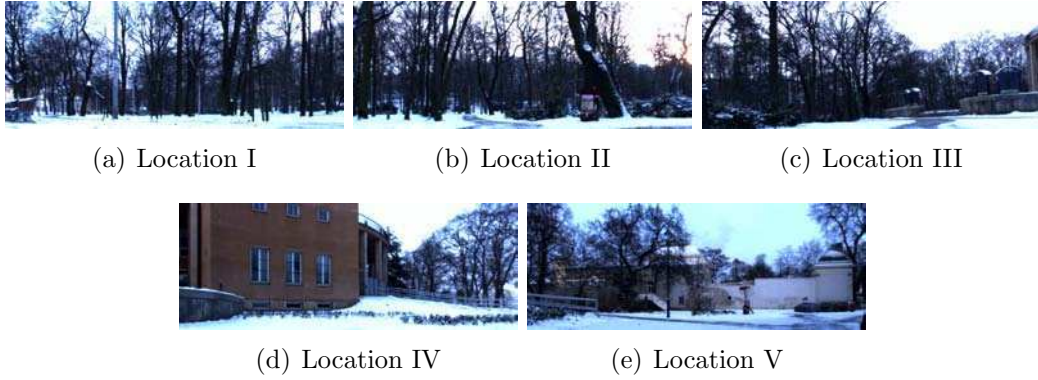 (a) Location I
(b) Location II
(c) Location III
(d) Location IV
(e) Location V